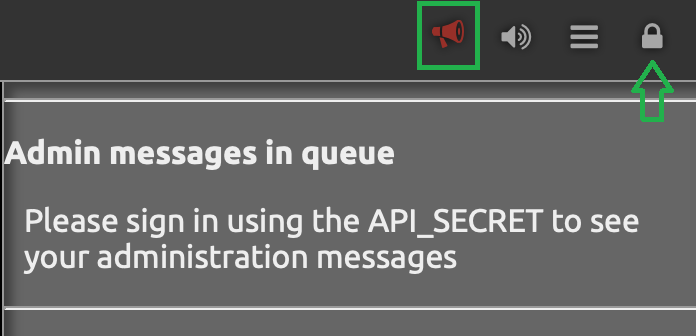 Admin messages in queue
Please sign in using the API_SECRET to see
your administration messages